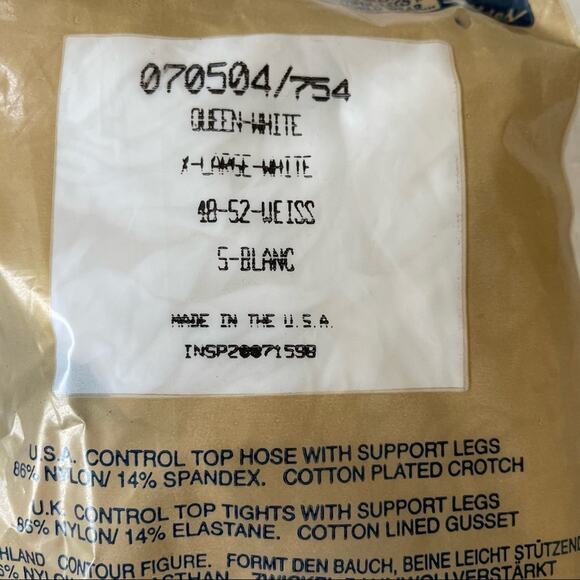 070504/754
QUEEN-WHITE
X-LARGE-WHITE
48-52-WEISS
5-BLANC
MADE IN THE U.S.A.
INSP20071598
U.S.A. CONTROL TOP HOSE WITH SUPPORT LEGS
86% NYLON/ 14% SPANDEX. COTTON PLATED CROTCH
U.K. CONTROL TOP TIGHTS WITH SUPPORT LEGS
86% NYLON/ 14% ELASTANE. COTTON LINED GUSSET
HLAND CONTOUR FIGURE. FORMT DEN BAUCH, BEINE LEICHT STÜTZEND